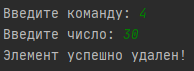 Введите команду: 4
Введите число: 30
Элемент успешно удален!